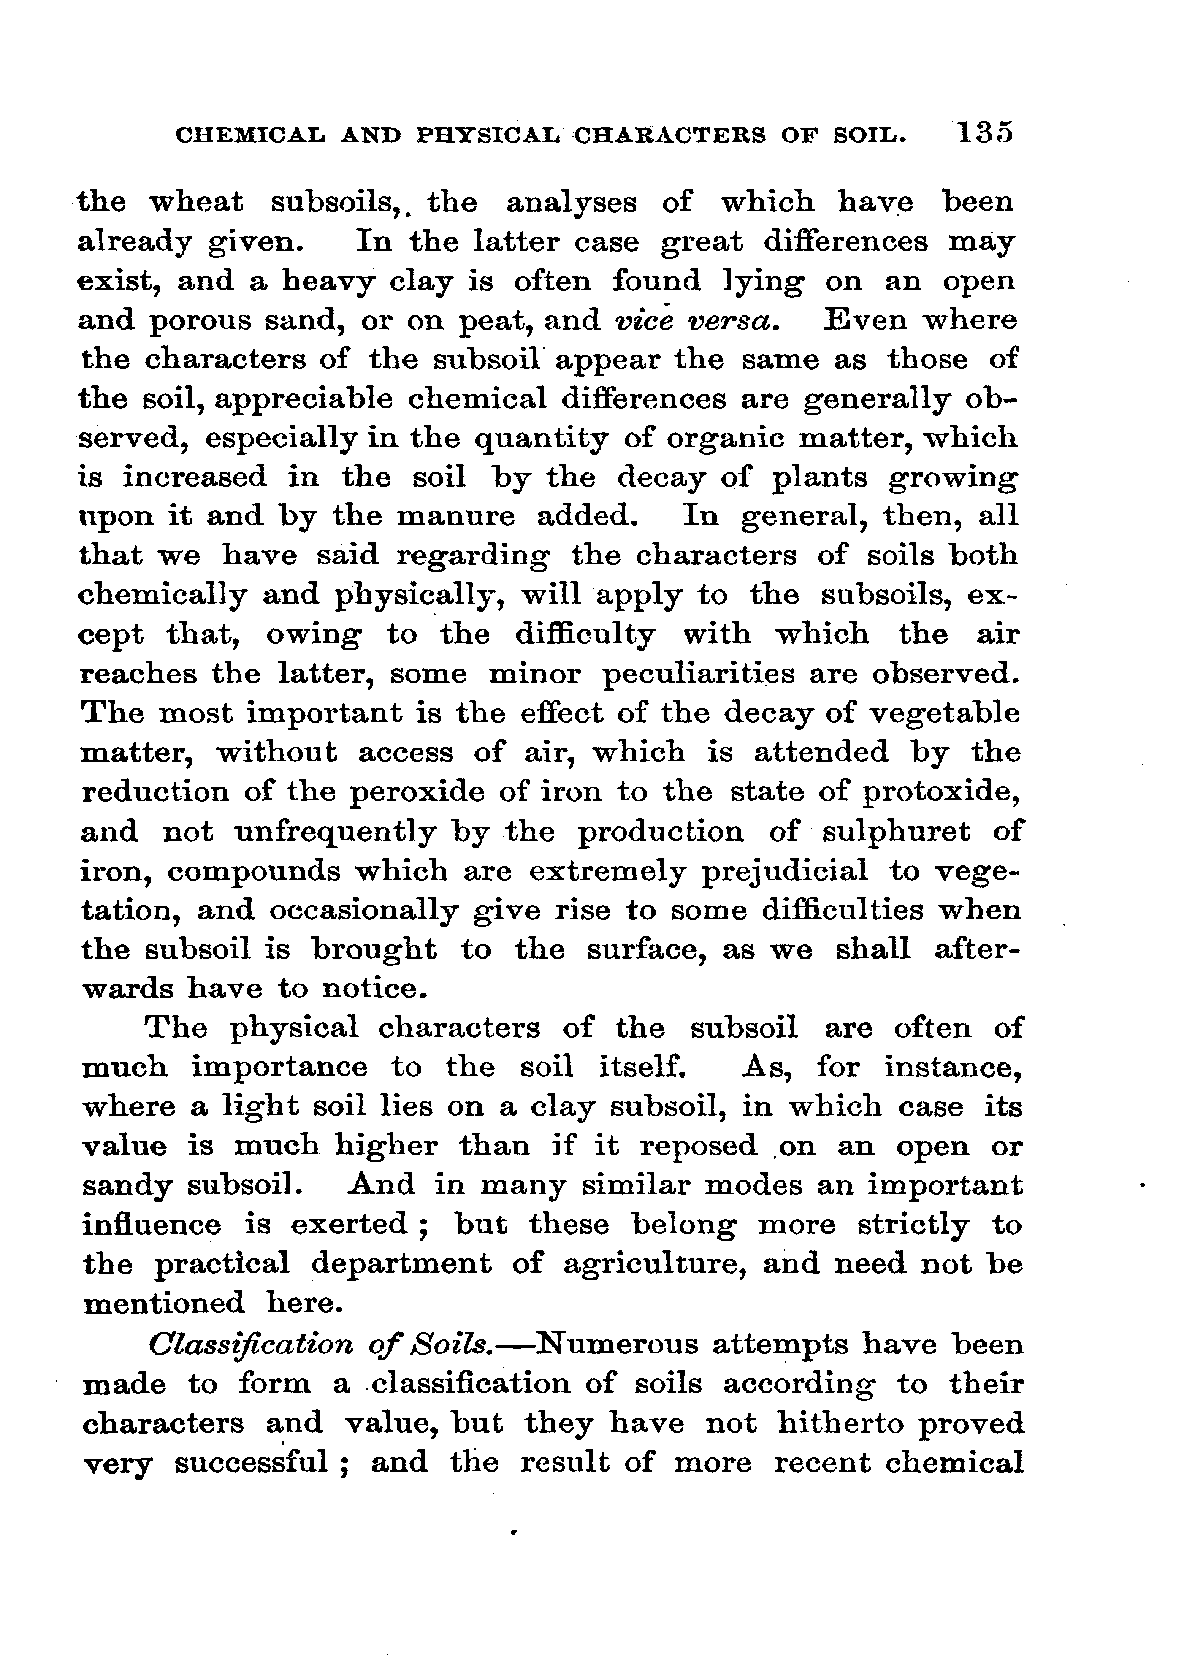 CHEMICAL AND PHYSICAL CHARACTERS OF SOIL. 135
the wheat subsoils, the analyses of which have been
already given. In the latter case great differences may
exist, and a heavy clay is often found lying on an open
and porous sand, or on peat, and vice versa. Even where
the characters of the subsoil appear the same as those of
the soil, appreciable chemical differences are generally ob-
served, especially in the quantity of organic matter, which
is increased in the soil by the decay of plants growing
upon it and by the manure added. In general, then, all
that we have said regarding the characters of soils both
chemically and physically, will apply to the subsoils, ex-
cept that, owing to the difficulty with which the air
reaches the latter, some minor peculiarities are observed.
The most important is the effect of the decay of vegetable
matter, without access of air, which is attended by the
reduction of the peroxide of iron to the state of protoxide,
and not unfrequently by the production of sulphuret of
iron, compounds which are extremely prejudicial to vege-
tation, and occasionally give rise to some difficulties when
the subsoil is brought to the surface, as we shall after-
wards have to notice.
The physical characters of the subsoil are often of
much importance to the soil itself. As, for instance,
where a light soil lies on a clay subsoil, in which case its
value is much higher than if it reposed on an open or
sandy subsoil. And in many similar modes an important
influence is exerted ; but these belong more strictly to
the practical department of agriculture, and need not be
mentioned here.
Classification of Soils.—Numerous attempts have been
made to form a classification of soils according to their
characters and value, but they have not hitherto proved
very successful ; and the result of more recent chemical